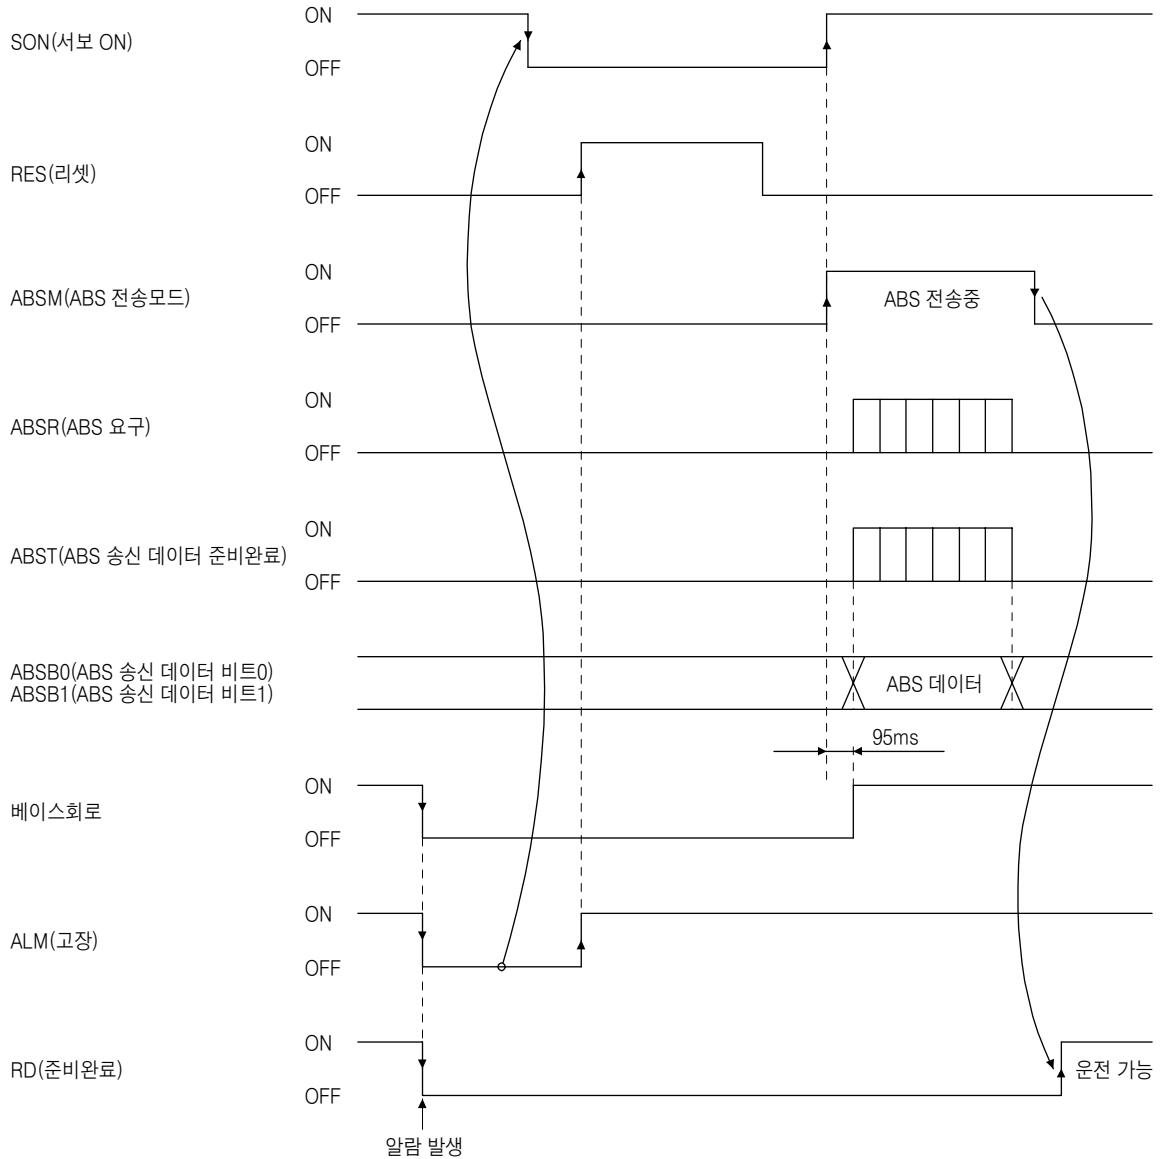 ON
SON(서보 ON)
OFF
ON
RES(리셋)
OFF
ON
ABSM(ABS 전송모드)
ABS 전송중
OFF
ON
ABSR(ABS 요구)
OFF
ON
ABST(ABS 송신 데이터 준비완료)
OFF
ABSB0(ABS 송신 데이터 비트0)
ABSB1(ABS 송신 데이터 비트1)
ABS 데이터
95ms
ON
베이스회로
OFF
ON
ALM(고장)
OFF
ON
RD(준비완료)
운전 가능
OFF
알람 발생